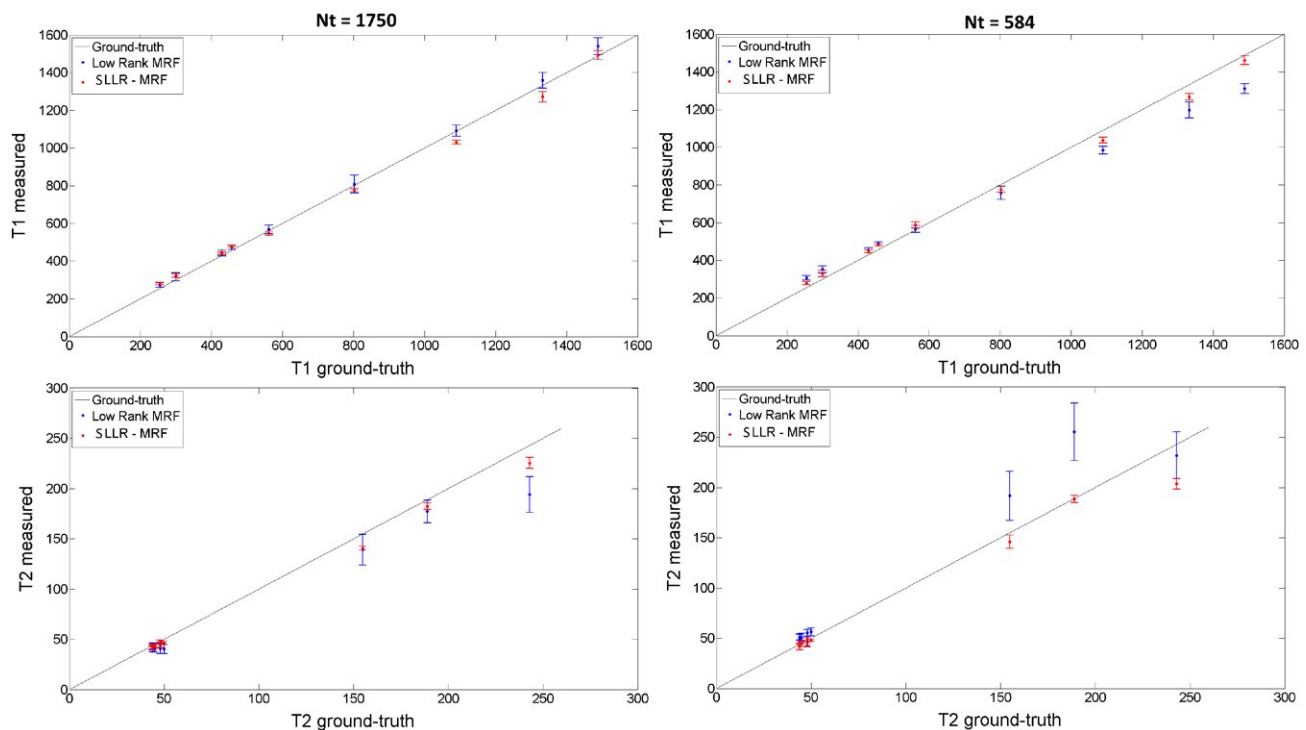 Nt = 1750
1600
1400
1200
1000
800
600
400
200
0
T1 measured
Ground-truth
Low Rank MRF
SLLR - MRF
0 200 400 600 800 1000 1200 1400 1600
T1 ground-truth
Nt = 584
1600
1400
1200
1000
800
600
400
200
0
T1 measured
Ground-truth
Low Rank MRF
SLLR - MRF
0 200 400 600 800 1000 1200 1400 1600
T1 ground-truth
300
250
200
150
100
50
0
T2 measured
Ground-truth
Low Rank MRF
SLLR - MRF
0 50 100 150 200 250 300
T2 ground-truth
300
250
200
150
100
50
0
T2 measured
Ground-truth
Low Rank MRF
SLLR - MRF
0 50 100 150 200 250 300
T2 ground-truth